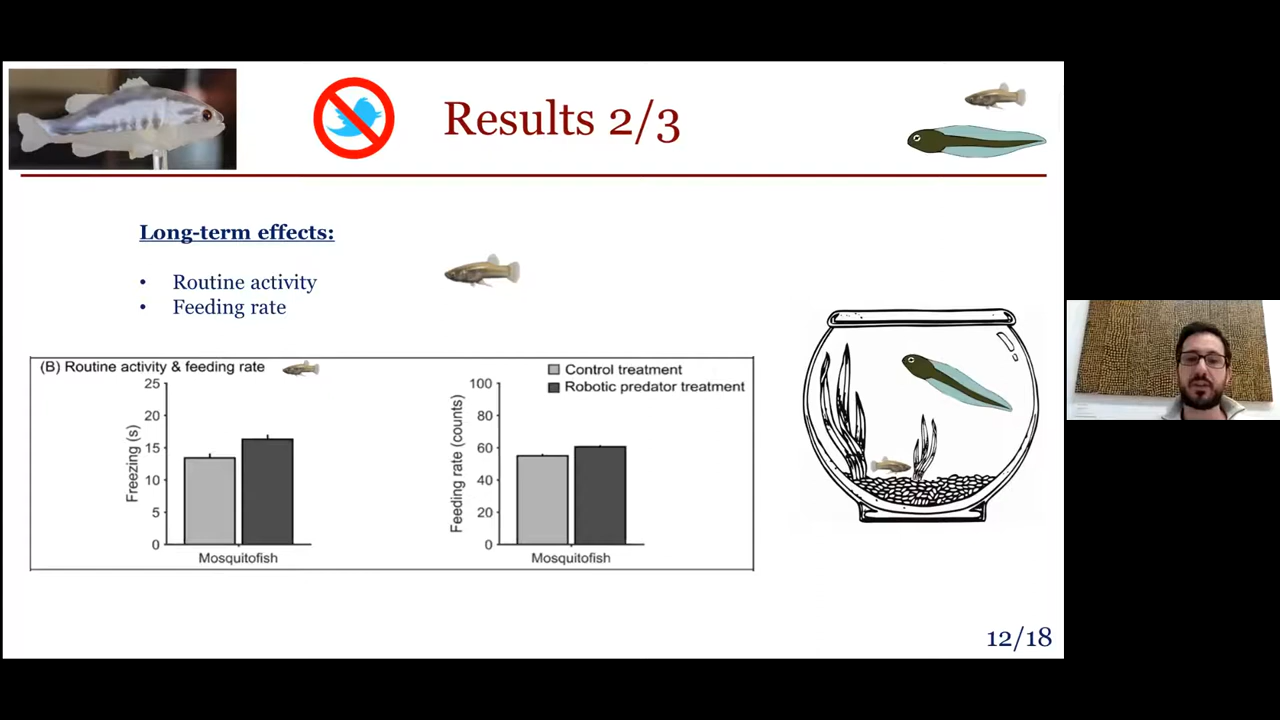 Results 2/3
Long-term effects:
• Routine activity
• Feeding rate
(B) Routine activity & feeding rate
25
20
15
10
5
0
Freezing (s)
Mosquitofish
Control treatment
Robotic predator treatment
100
80
60
40
20
0
Feeding rate (counts)
Mosquitofish
12/18